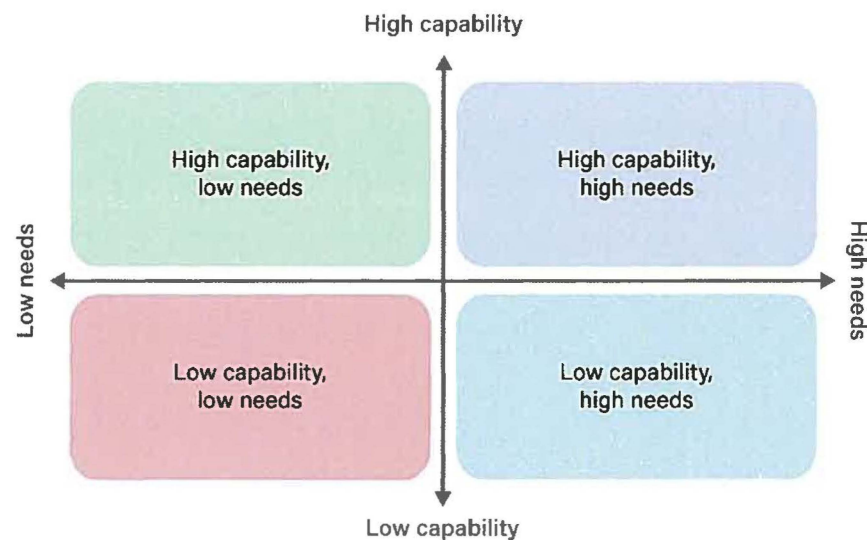 High capability
High capability,
low needs
High capability,
high needs
Low needs
High needs
Low capability,
low needs
Low capability,
high needs
Low capability